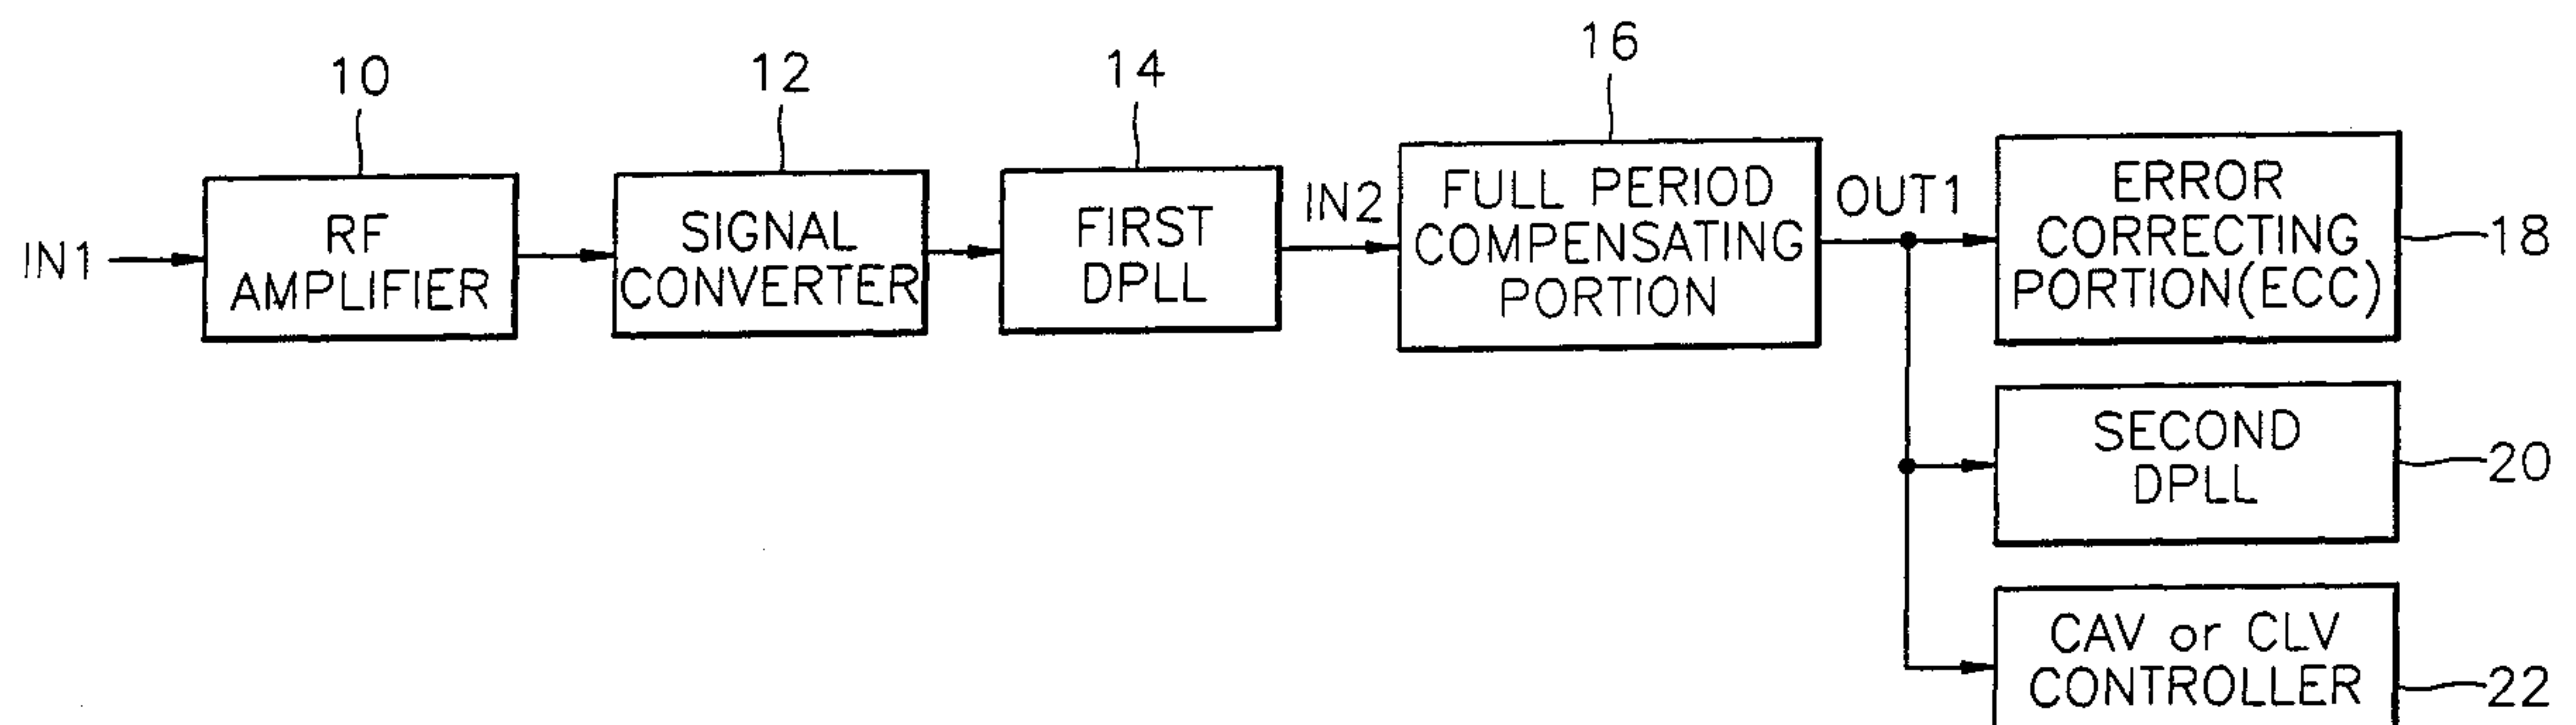 10
12
14
16
IN1
RF
AMPLIFIER
SIGNAL
CONVERTER
FIRST
DPLL
IN2
FULL PERIOD
COMPENSATING
PORTION
OUT1
ERROR
CORRECTING
PORTION(ECC)
18
SECOND
DPLL
20
CAV or CLV
CONTROLLER
22